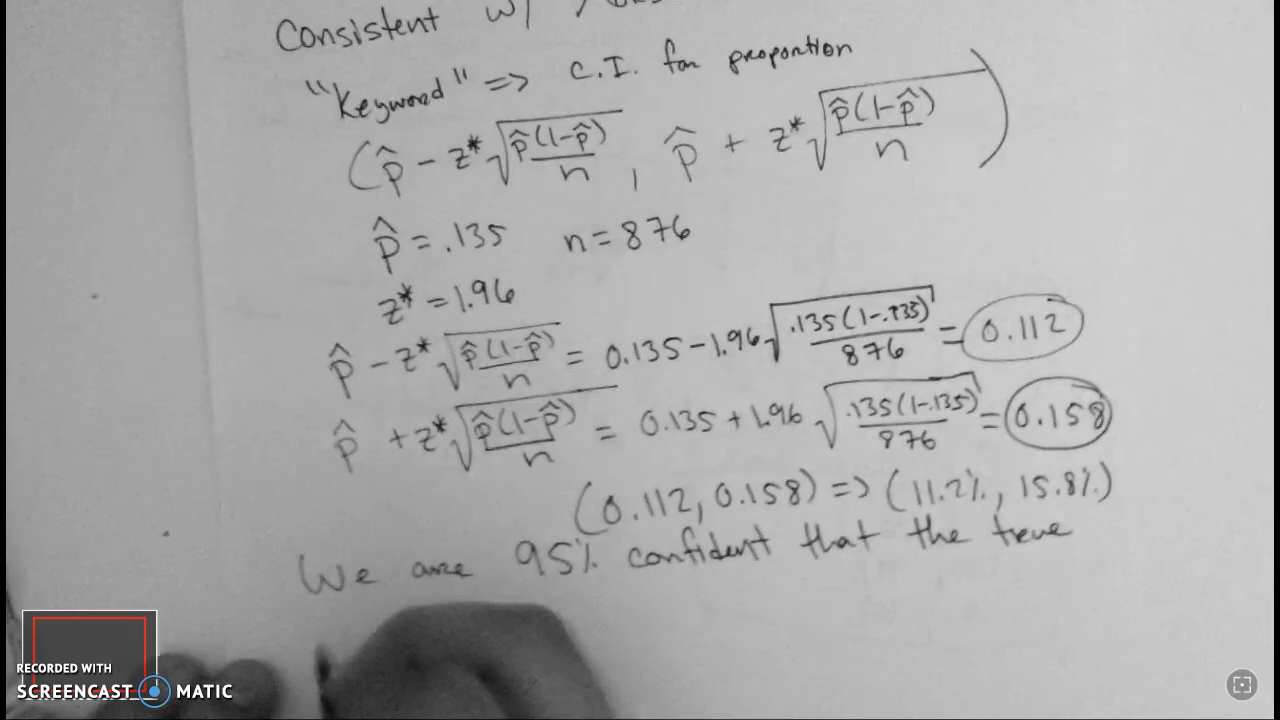 Consistent w/
"Keyword" => C.I. for proportion
(p̂ - z*√(p̂(1-p̂)/n), p̂ + z*√(p̂(1-p̂)/n))
p̂ = .135 n = 876
z* = 1.96
p̂ - z*√(p̂(1-p̂)/n) = 0.135 - 1.96√(.135(1-.135)/876) = 0.112
p̂ + z*√(p̂(1-p̂)/n) = 0.135 + 1.96√(.135(1-.135)/876) = 0.158
(0.112, 0.158) => (11.2%, 15.8%)
We are 95% confident that the true
RECORDED WITH
SCREENCAST MATIC